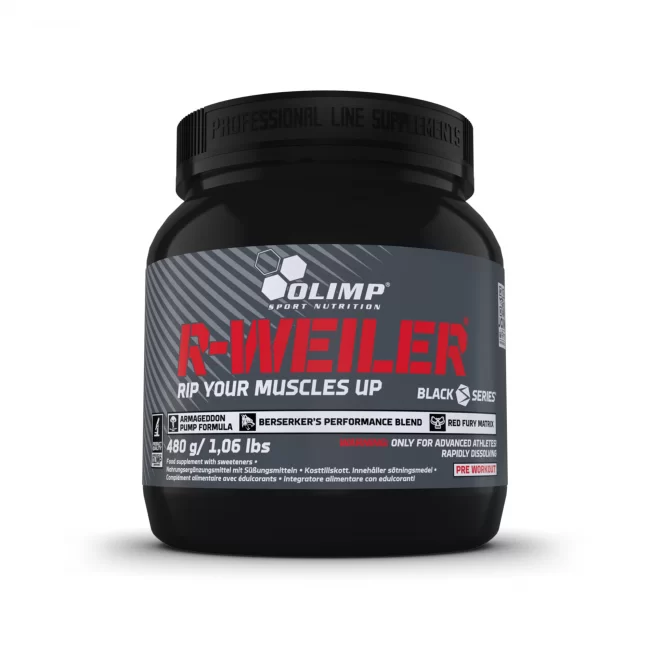 PROFESSIONAL LINE SUPPLEMENTS
OLIMP®
SPORT NUTRITION
R-WEILER®
RIP YOUR MUSCLES UP
BLACK SERIES™
ARMAGEDDON
PUMP FORMULA
BERSERKER'S PERFORMANCE BLEND
RED FURY MATRIX
480 g/ 1,06 lbs
ONLY FOR ADVANCED ATHLETES
RAPIDLY DISSOLVING
PRE WORKOUT
Food supplement with sweeteners •
Nahrungsergänzungsmittel mit Süßungsmitteln • Kosttillskott. Innehåller sötningsmedel •
Complément alimentaire avec édulcorants • Integratore alimentare con edulcoranti